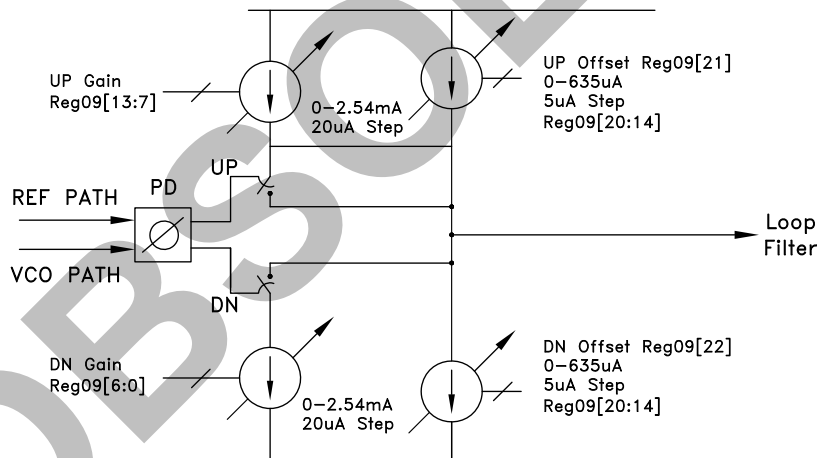 UP Gain
Reg09[13:7]
0-2.54mA
20uA Step
UP Offset Reg09[21]
0-635uA
5uA Step
Reg09[20:14]
UP
PD
REF PATH
VCO PATH
DN
Loop
Filter
DN Gain
Reg09[6:0]
0-2.54mA
20uA Step
DN Offset Reg09[22]
0-635uA
5uA Step
Reg09[20:14]